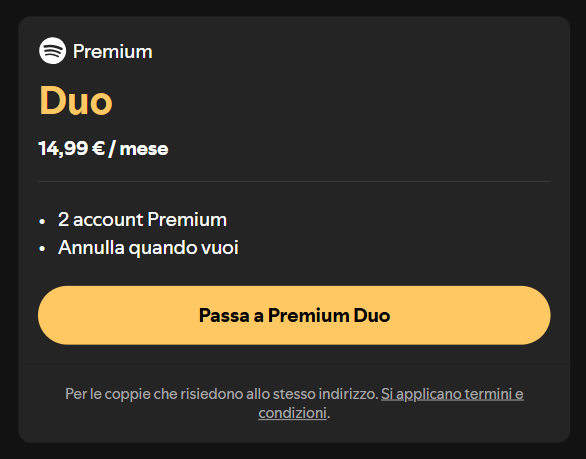 Premium
Duo
14,99 € / mese
• 2 account Premium
• Annulla quando vuoi
Passa a Premium Duo
Per le coppie che risiedono allo stesso indirizzo. Si applicano termini e
condizioni.